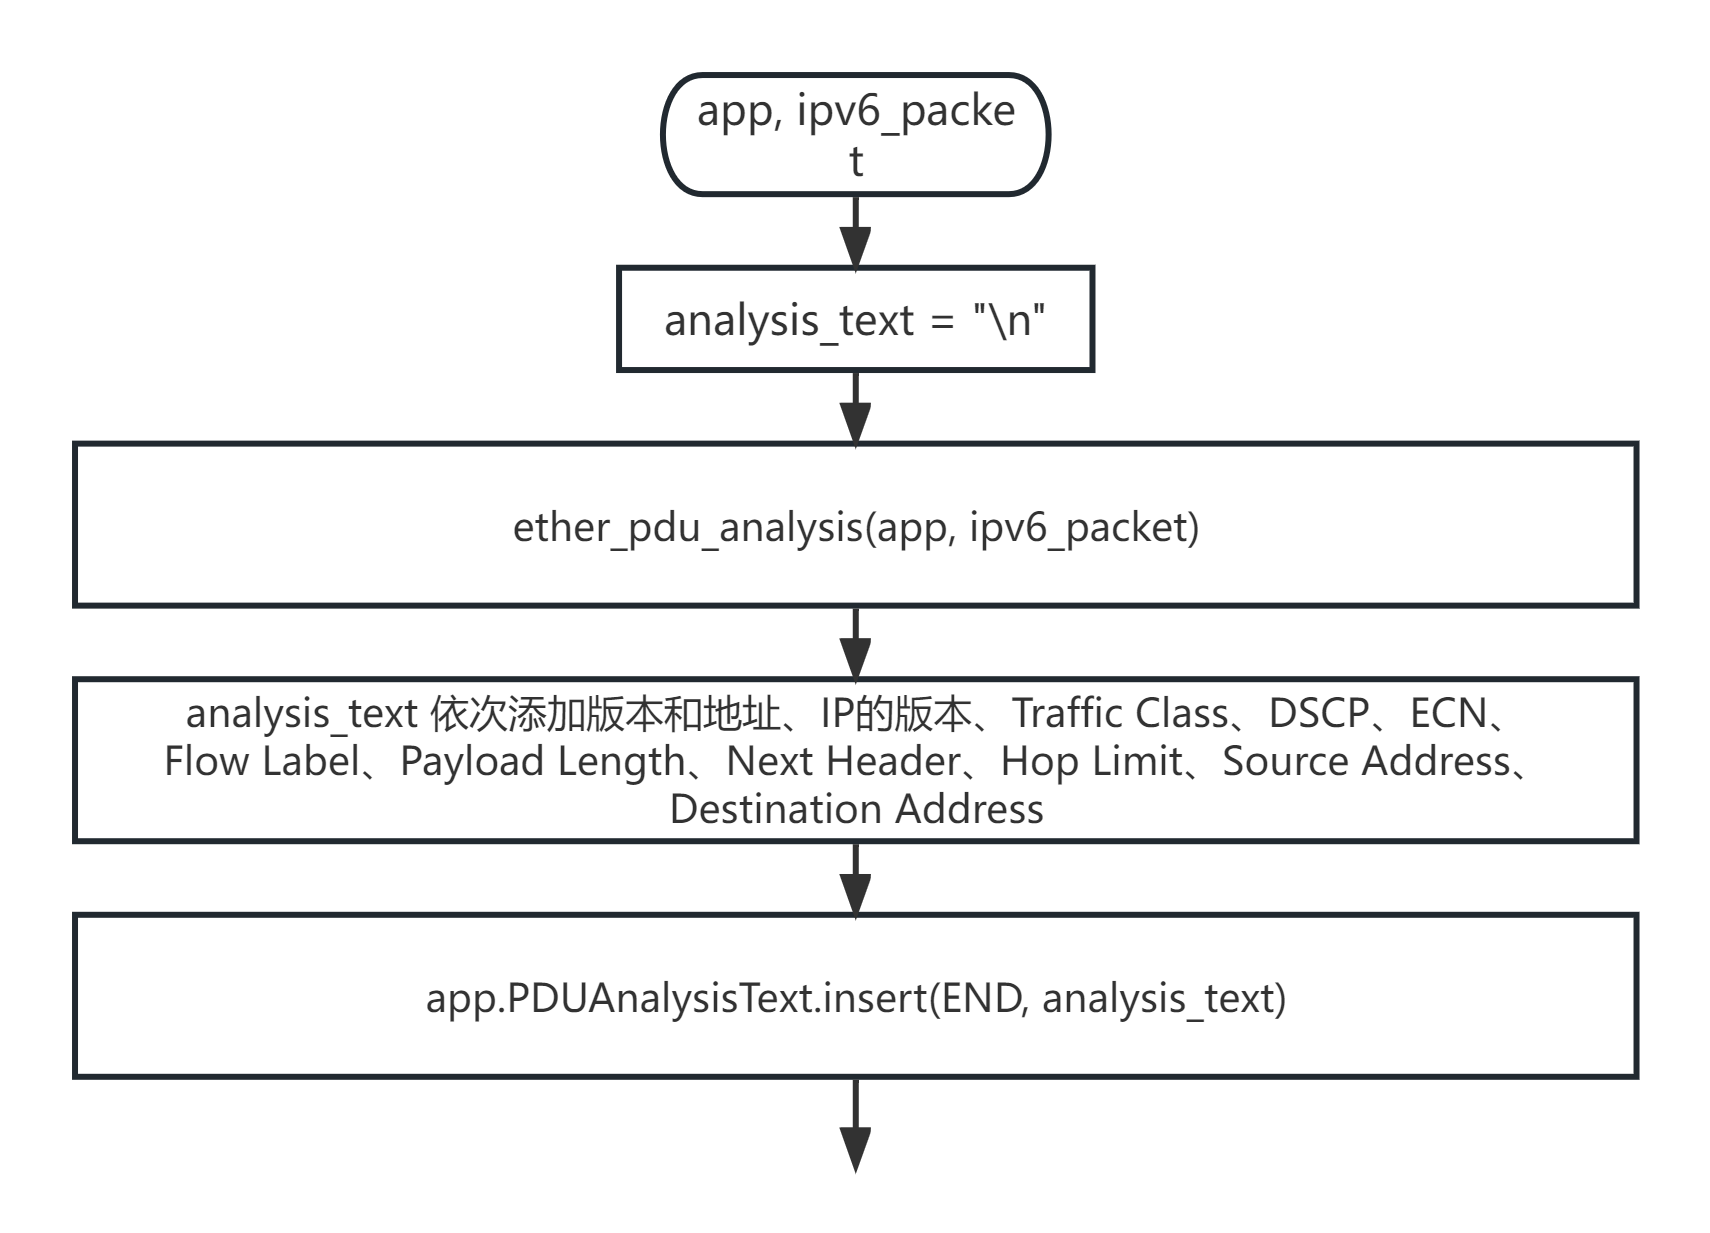 app, ipv6_packe
t
analysis_text = "\n"
ether_pdu_analysis(app, ipv6_packet)
analysis_text 依次添加版本和地址、IP的版本、Traffic Class、DSCP、ECN、
Flow Label、Payload Length、Next Header、Hop Limit、Source Address、
Destination Address
app.PDUAnalysisText.insert(END, analysis_text)